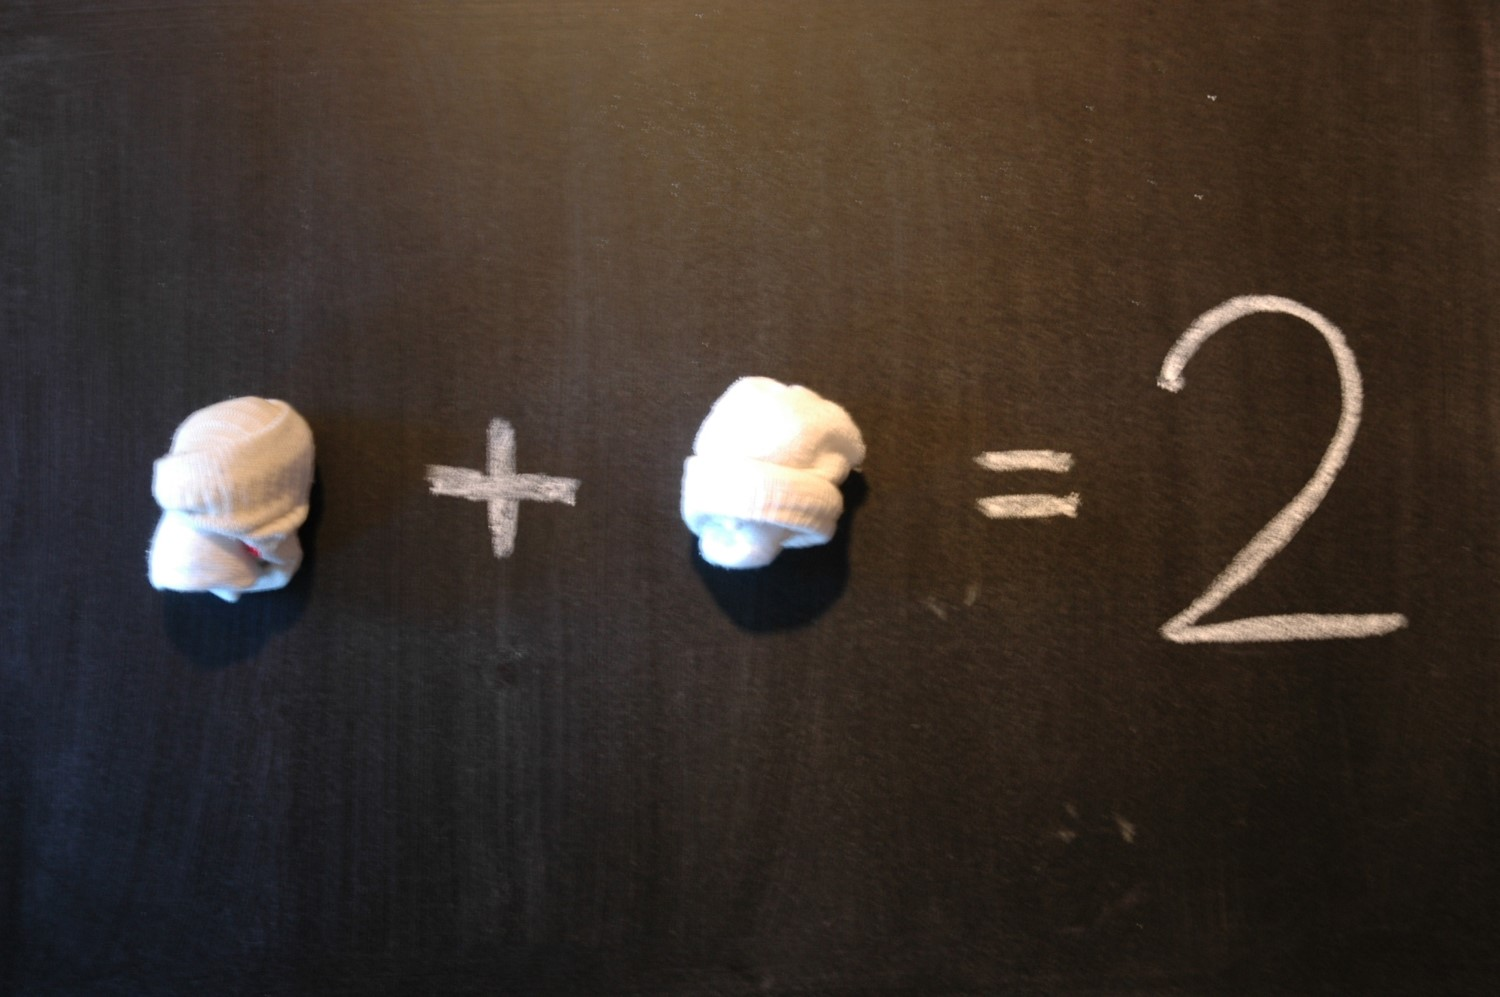 + = 2